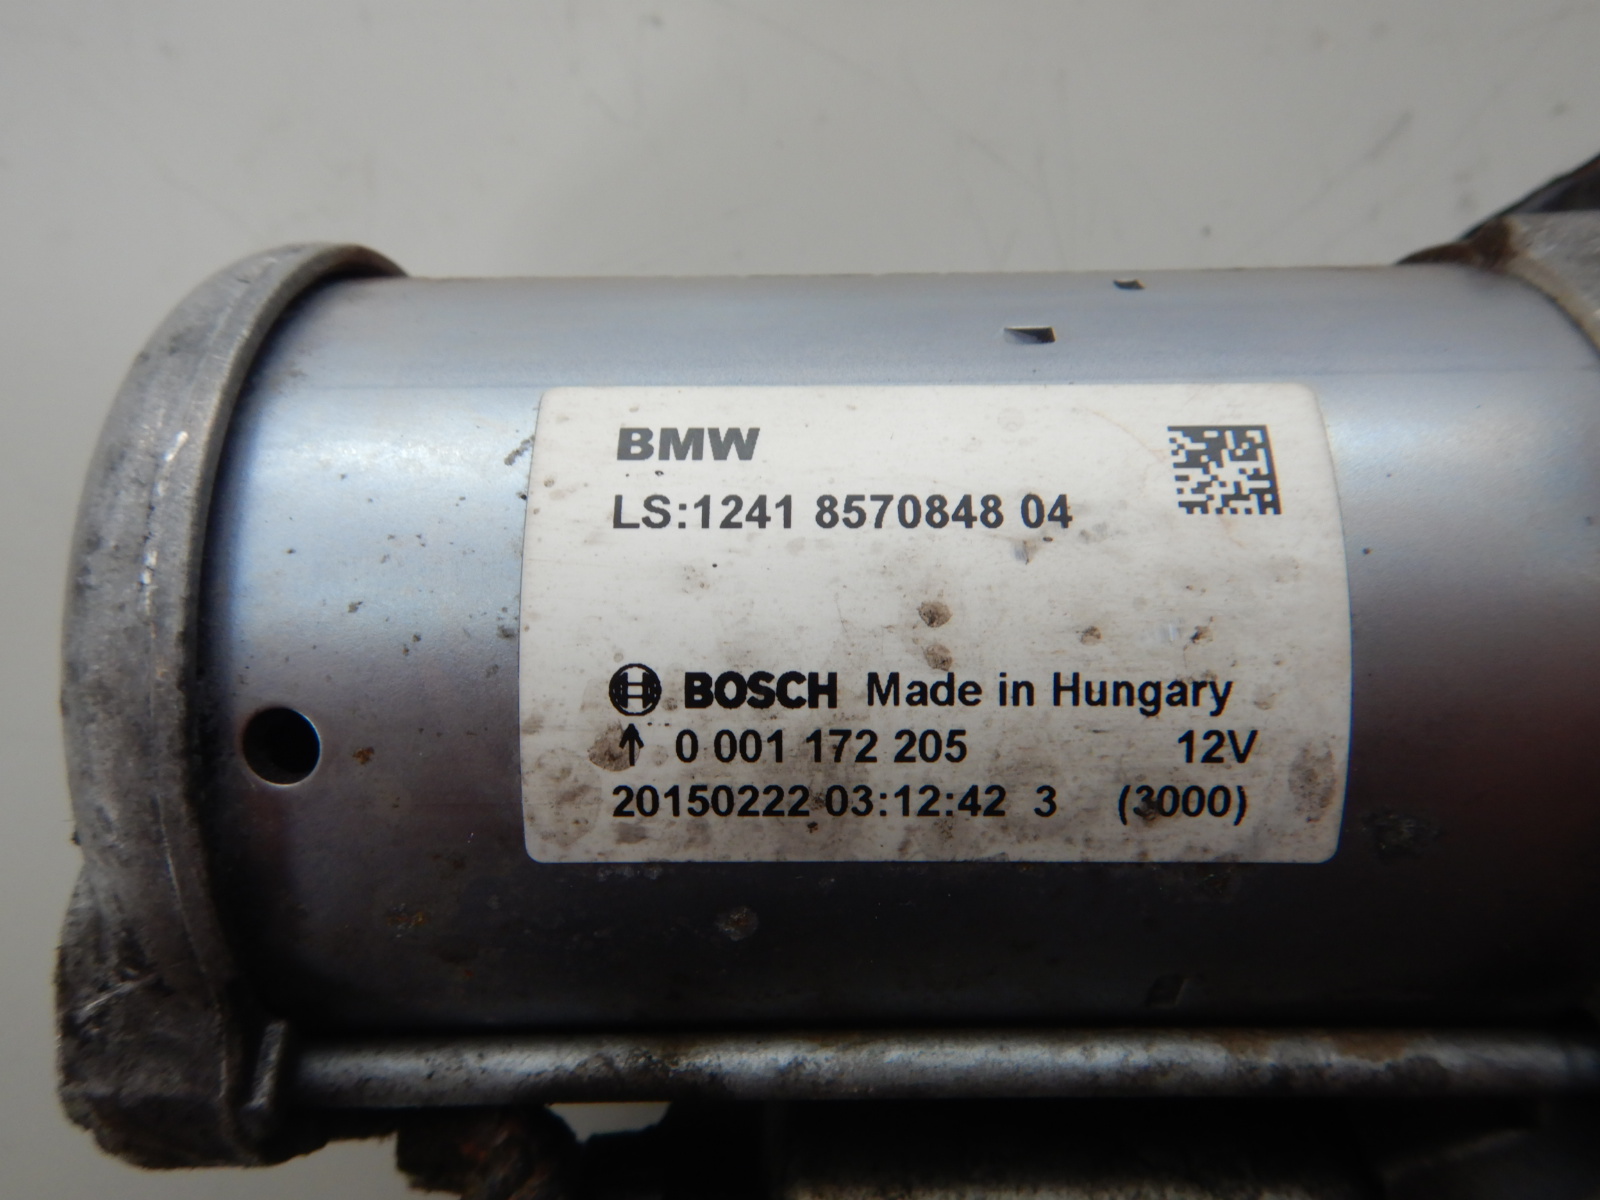 BMW
LS:1241 8570848 04
BOSCH Made in Hungary
↑ 0 001 172 205 12V
20150222 03:12:42 3 (3000)